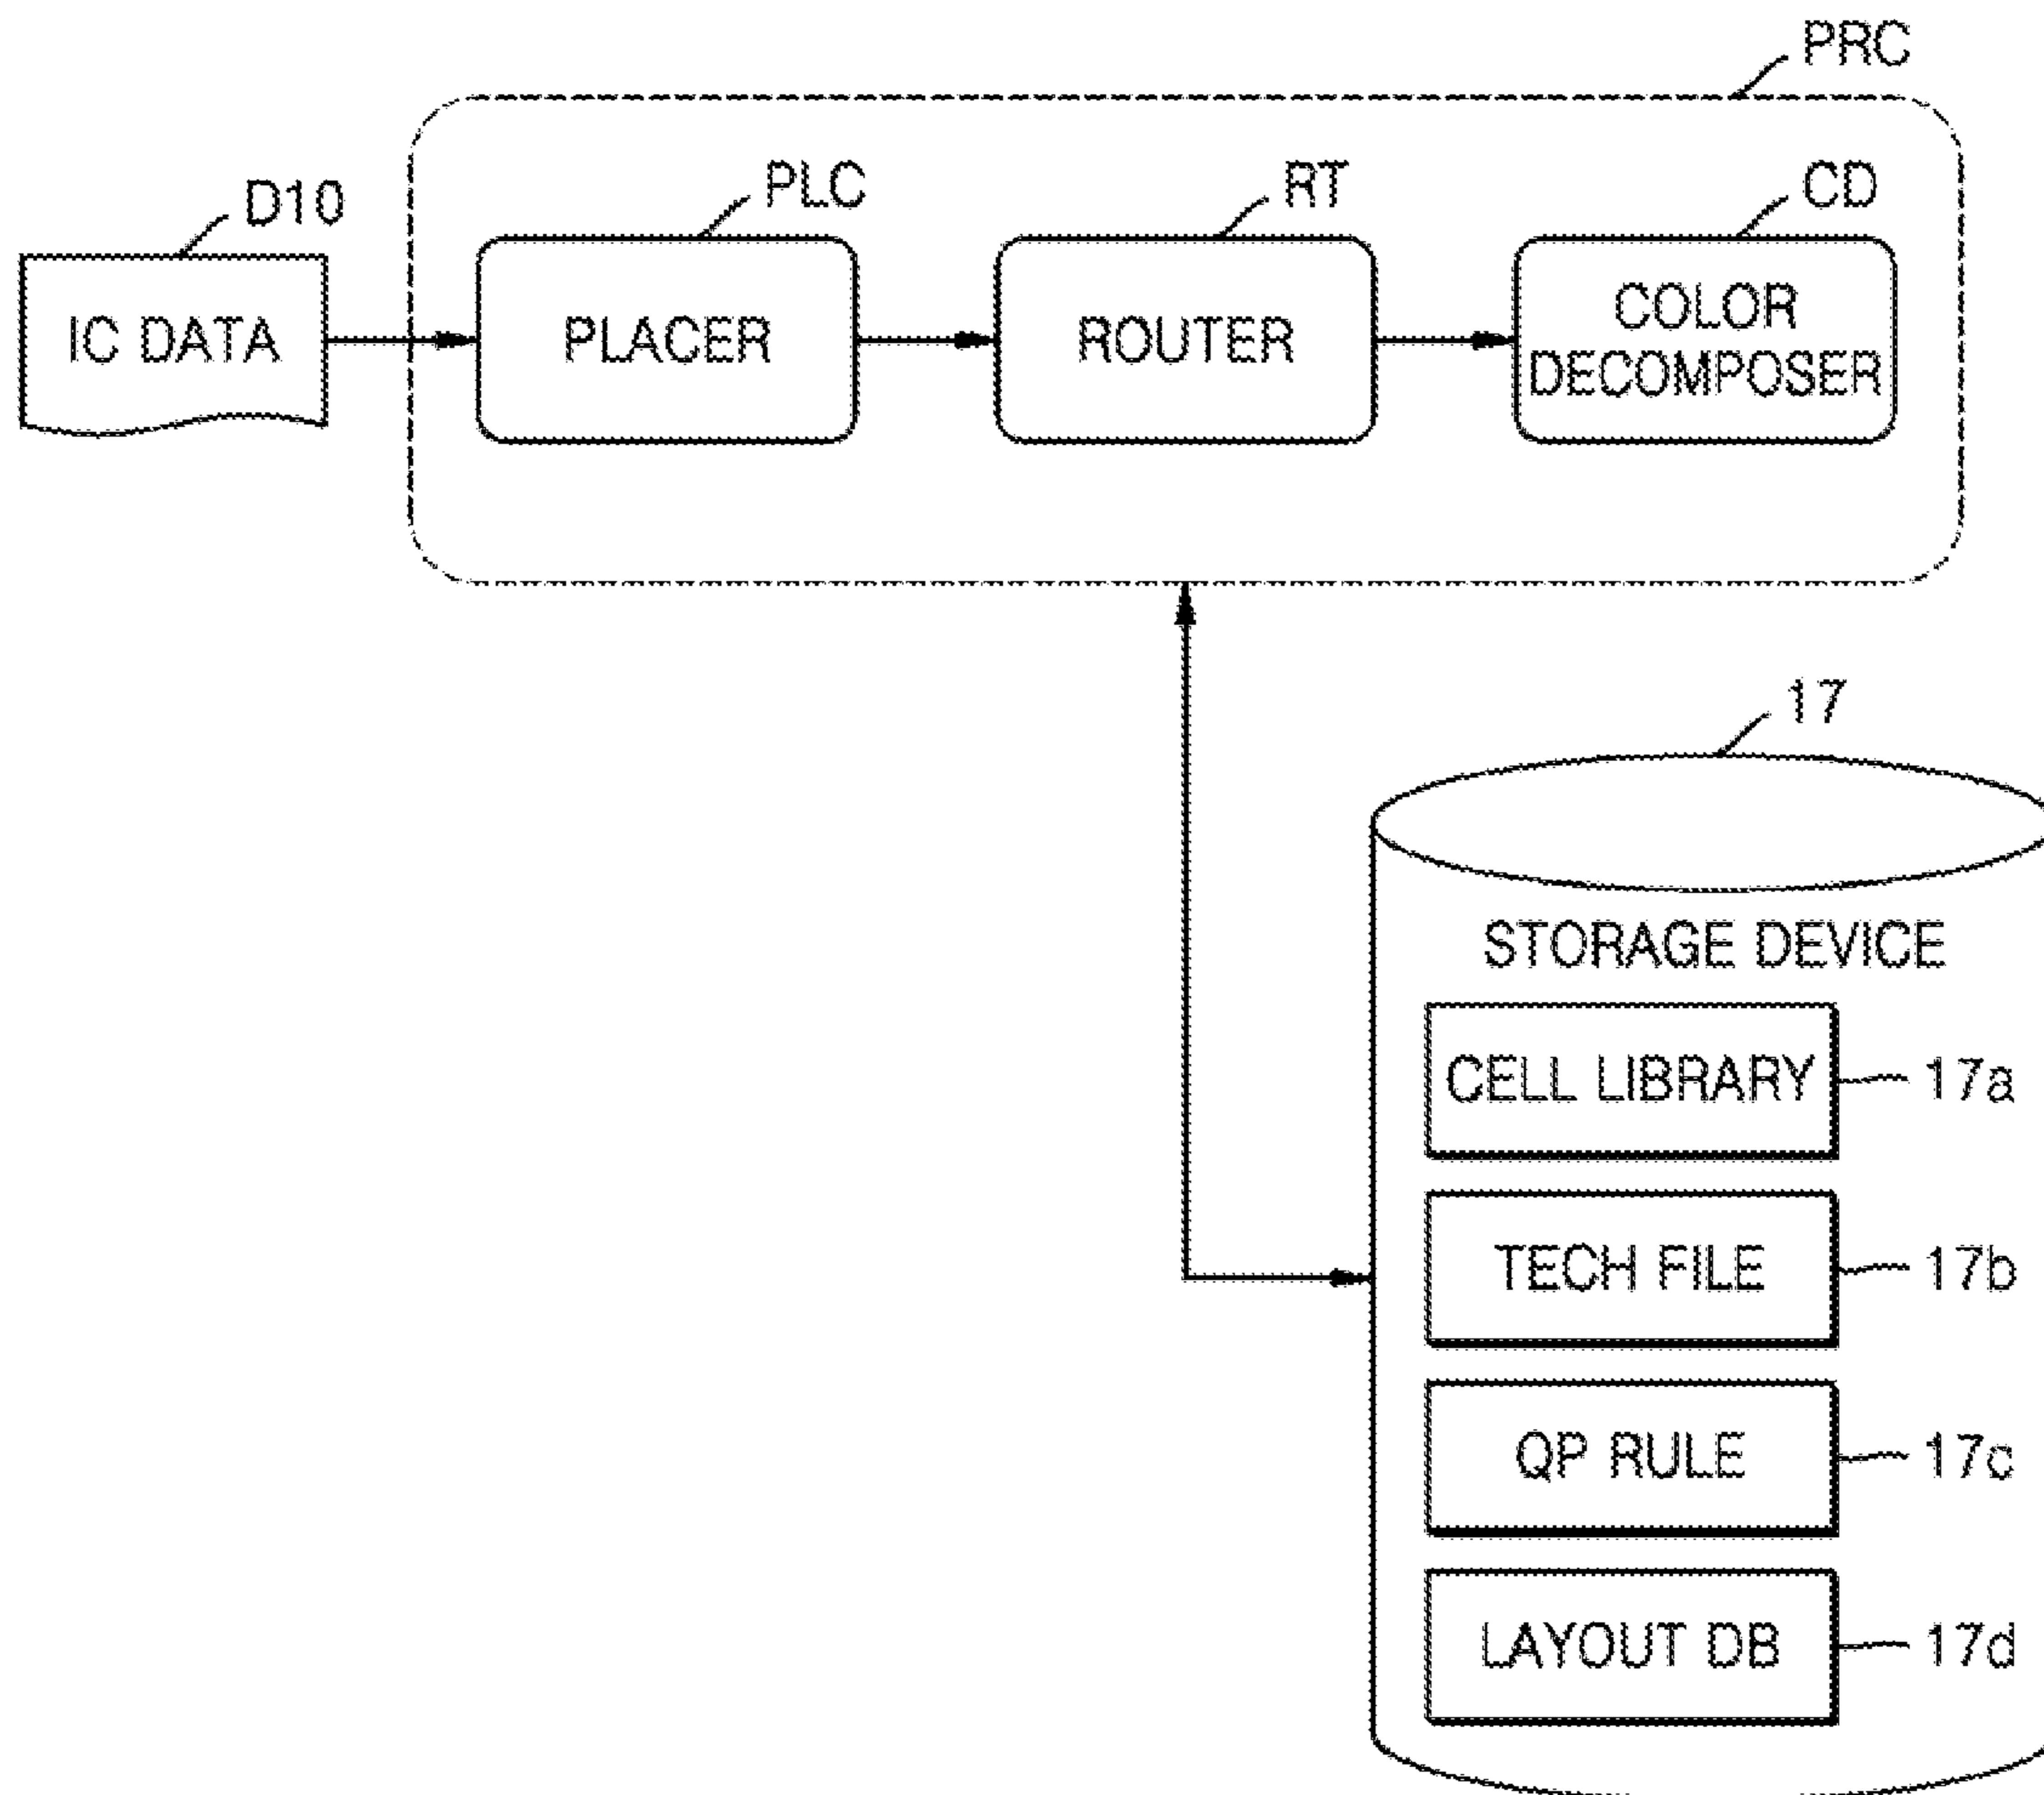 PRC
D10
PLC
RT
CD
IC DATA
PLACER
ROUTER
COLOR
DECOMPOSER
17
STORAGE DEVICE
CELL LIBRARY
17a
TECH FILE
17b
QP RULE
17c
LAYOUT DB
17d